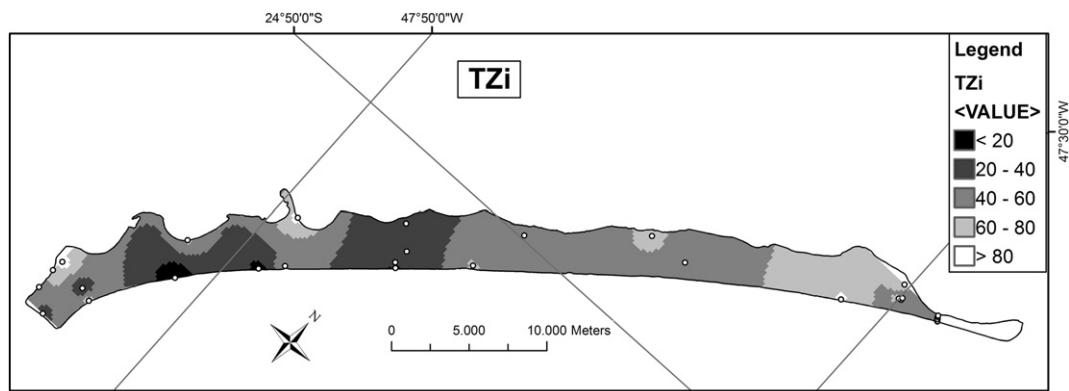 24°50'0"S
47°50'0"W
TZi
Legend
TZi
<VALUE>
< 20
20 - 40
40 - 60
60 - 80
> 80
47°30'0"W
N
0 5.000 10.000 Meters